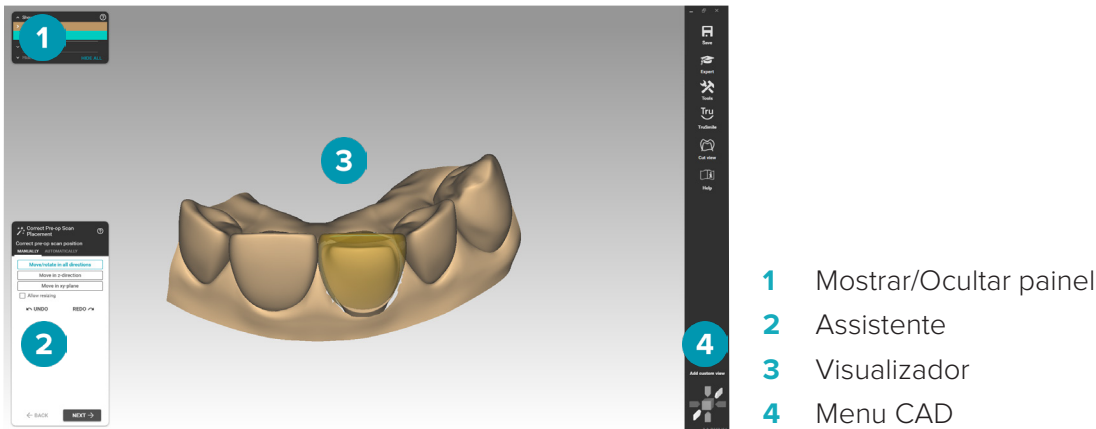 1
HIDE ALL
Save
Expert
Tools
Tru
TruSmile
Cut view
Help
3
Correct Pre-op Scan
Placement
Correct pre-op scan position
MANUALLY AUTOMATICALLY
Move/rotate in all directions
Move in z-direction
Move in xy-plane
Allow resizing
UNDO REDO
2
← BACK NEXT →
4
Add custom view
1 Mostrar/Ocultar painel
2 Assistente
3 Visualizador
4 Menu CAD